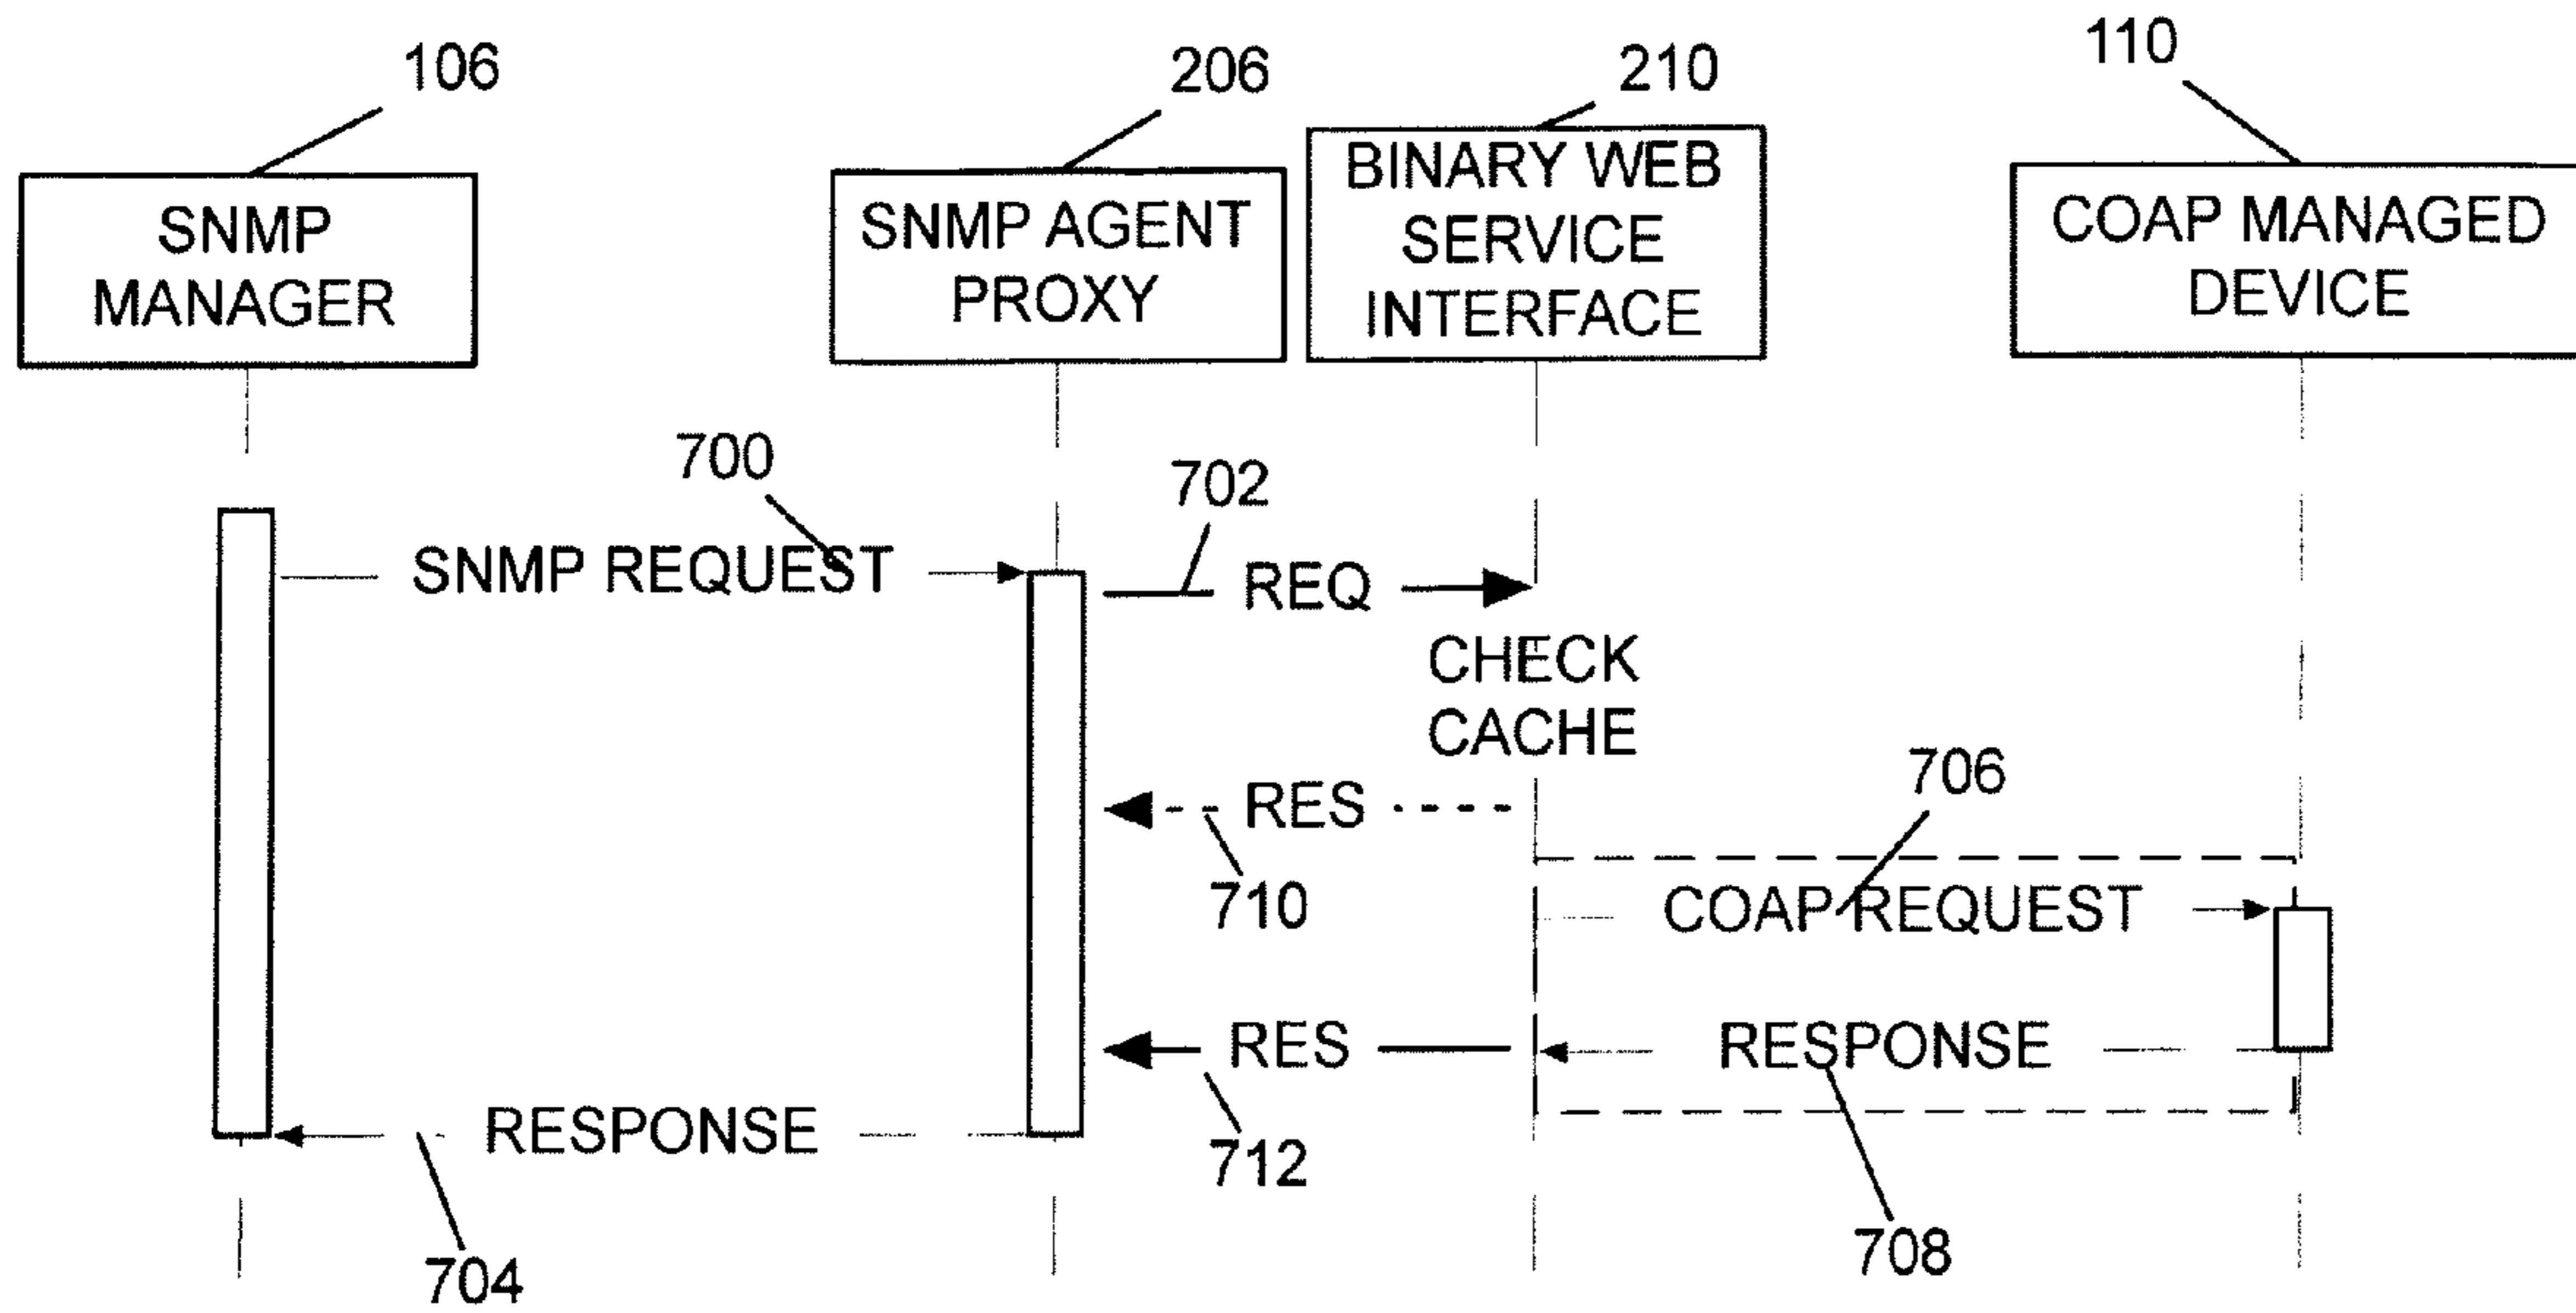 106
206
210
110
SNMP
MANAGER
SNMP AGENT
PROXY
BINARY WEB
SERVICE
INTERFACE
COAP MANAGED
DEVICE
700
702
SNMP REQUEST
REQ
CHECK
CACHE
706
RES
710
COAP REQUEST
RES
RESPONSE
712
RESPONSE
704
708